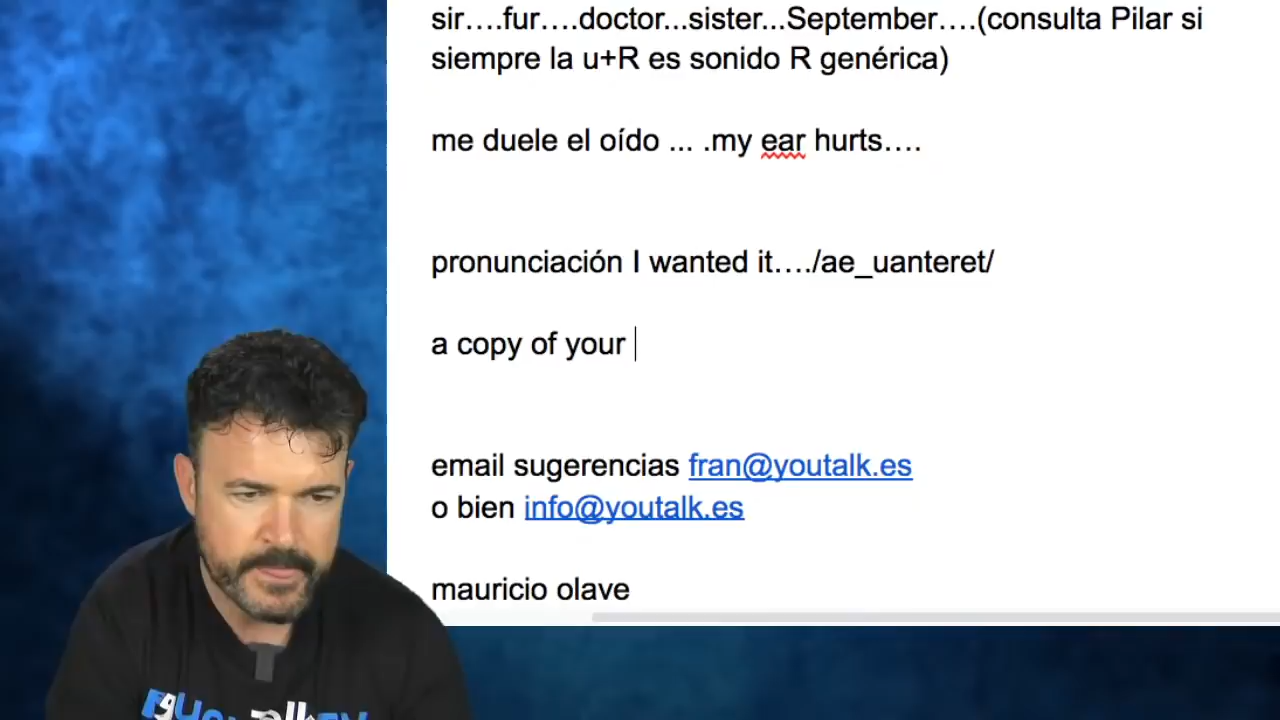 sir….fur….doctor...sister...September….(consulta Pilar si
siempre la u+R es sonido R genérica)
me duele el oído ... .my ear hurts….
pronunciación I wanted it…./ae_uanteret/
a copy of your
email sugerencias fran@youtalk.es
o bien info@youtalk.es
mauricio olave